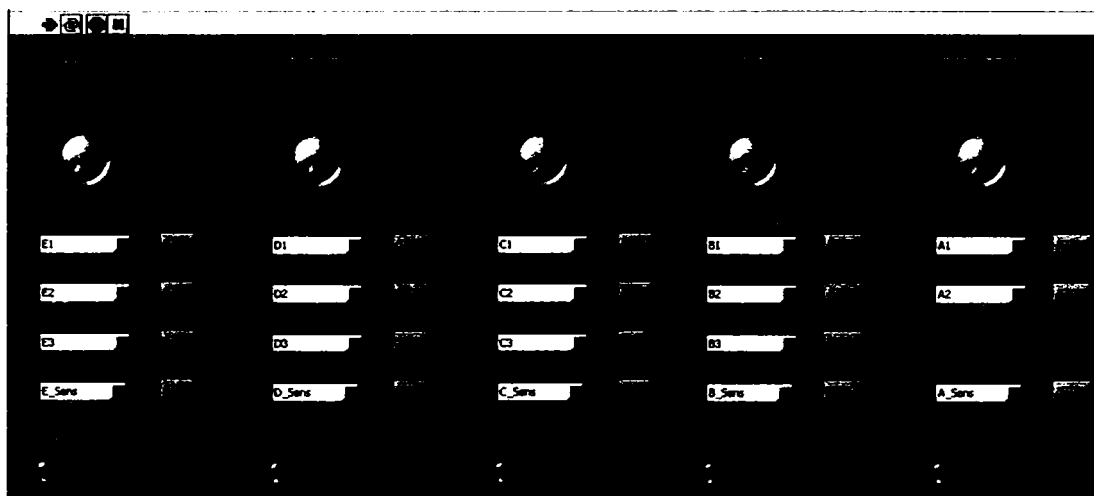 E1 D1 C1 B1 A1
E2 D2 C2 B2 A2
E3 D3 C3 B3
E_Sens D_Sens C_Sens B_Sens A_Sens